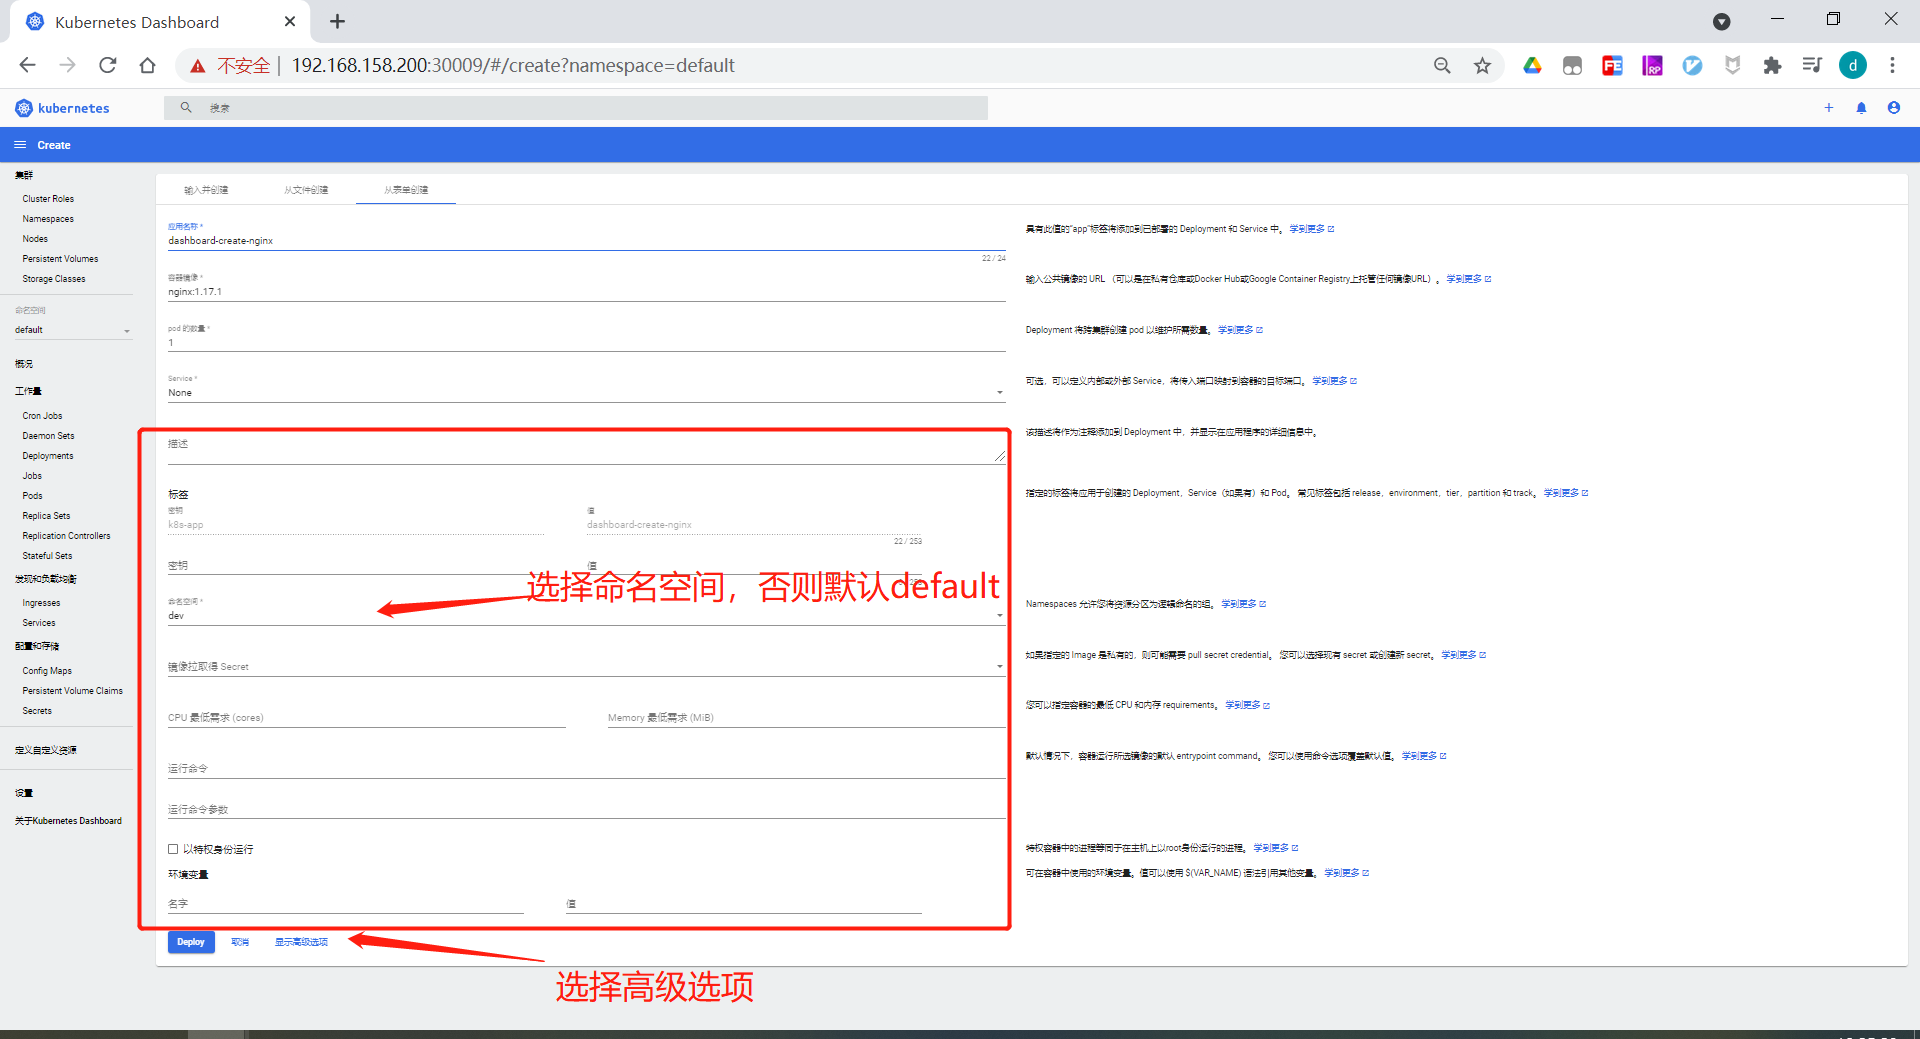 Kubernetes Dashboard
不安全 | 192.168.158.200:30009/#/create?namespace=default
d
kubernetes
搜索
Create
集群
Cluster Roles
Namespaces
Nodes
Persistent Volumes
Storage Classes
命名空间
default
概况
工作量
Cron Jobs
Daemon Sets
Deployments
Jobs
Pods
Replica Sets
Replication Controllers
Stateful Sets
发现和负载均衡
Ingresses
Services
配置和存储
Config Maps
Persistent Volume Claims
Secrets
定义自定义资源
设置
关于Kubernetes Dashboard
输入并创建 从文件创建 从表单创建
应用名称 *
dashboard-create-nginx
22 / 24
具有此值的"app"标签将添加到已部署的 Deployment 和 Service 中。 学到更多
容器镜像 *
nginx:1.17.1
输入公共镜像的 URL （可以是在私有仓库或Docker Hub或Google Container Registry上托管任何镜像URL）。 学到更多
pod 的数量 *
1
Deployment 将跨集群创建 pod 以维护所需数量。 学到更多
Service *
None
可选，可以定义内部或外部 Service，将传入端口映射到容器的目标端口。 学到更多
描述
该描述将作为注释添加到 Deployment 中，并显示在应用程序的详细信息中。
标签
指定的标签将应用于创建的 Deployment，Service（如果有）和 Pod。 常见标签包括 release，environment，tier，partition 和 track。 学到更多
密钥 值
k8s-app dashboard-create-nginx
22 / 253
密钥 值
选择命名空间，否则默认default
命名空间 *
dev
Namespaces 允许您将资源分区为逻辑命名的组。 学到更多
镜像拉取得 Secret
如果指定的 Image 是私有的，则可能需要 pull secret credential。 您可以选择现有 secret 或创建新 secret。 学到更多
CPU 最低需求 (cores) Memory 最低需求 (MiB)
您可以指定容器的最低 CPU 和内存 requirements。 学到更多
运行命令
默认情况下，容器运行所选镜像的默认 entrypoint command。 您可以使用命令选项覆盖默认值。 学到更多
运行命令参数
以特权身份运行
特权容器中的进程等同于在主机上以root身份运行的进程。 学到更多
环境变量
可在容器中使用的环境变量。值可以使用 $(VAR_NAME) 语法引用其他变量。 学到更多
名字 值
Deploy 取消 显示高级选项
选择高级选项